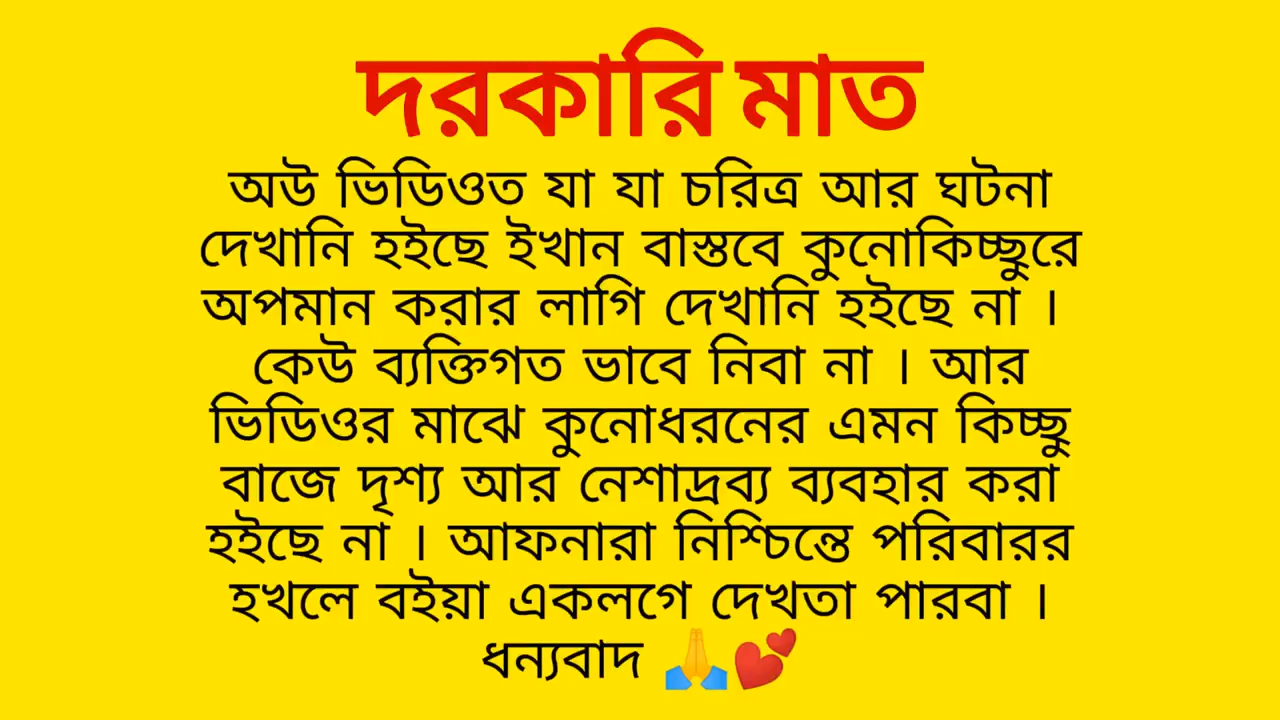 দরকারি মাত
অউ ভিডিওত যা যা চরিত্র আর ঘটনা
দেখানি হইছে ইখান বাস্তবে কুনোকিচ্ছুরে
অপমান করার লাগি দেখানি হইছে না ।
কেউ ব্যক্তিগত ভাবে নিবা না । আর
ভিডিওর মাঝে কুনোধরনের এমন কিচ্ছু
বাজে দৃশ্য আর নেশাদ্রব্য ব্যবহার করা
হইছে না । আফনারা নিশ্চিন্তে পরিবারর
হখলে বইয়া একলগে দেখতা পারবা ।
ধন্যবাদ 🙏💕